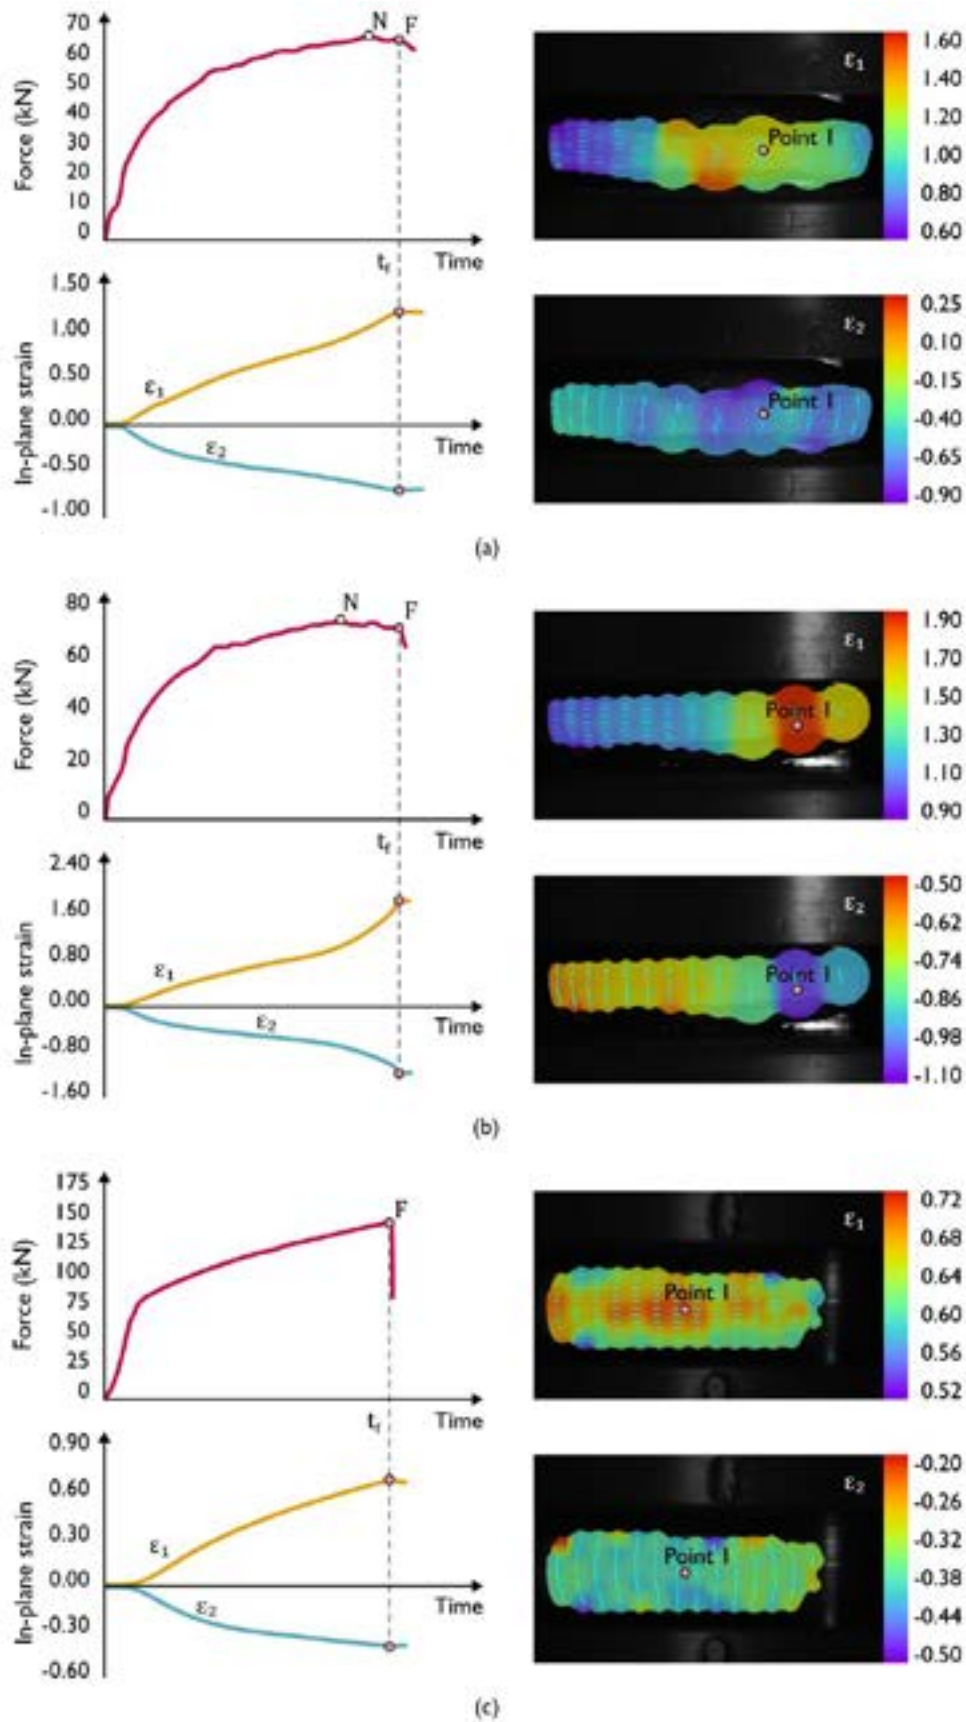 70
60
50
40
30
20
10
0
Force (kN)
N
F
t_f
Time
1.50
1.00
0.50
0.00
-0.50
-1.00
In-plane strain
ε₁
ε₂
Time
ε₁
Point 1
1.60
1.40
1.20
1.00
0.80
0.60
ε₂
Point 1
0.25
0.10
-0.15
-0.40
-0.65
-0.90
(a)
80
60
40
20
0
Force (kN)
N
F
t_f
Time
2.40
1.60
0.80
0.00
-0.80
-1.60
In-plane strain
ε₁
ε₂
Time
ε₁
Point 1
1.90
1.70
1.50
1.30
1.10
0.90
ε₂
Point 1
-0.50
-0.62
-0.74
-0.86
-0.98
-1.10
(b)
175
150
125
100
75
50
25
0
Force (kN)
F
t_f
Time
0.90
0.60
0.30
0.00
-0.30
-0.60
In-plane strain
ε₁
ε₂
Time
ε₁
Point 1
0.72
0.68
0.64
0.60
0.56
0.52
ε₂
Point 1
-0.20
-0.26
-0.32
-0.38
-0.44
-0.50
(c)